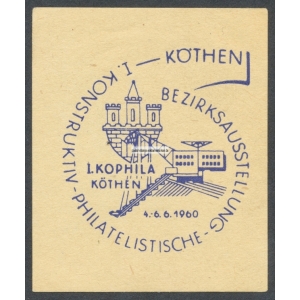 KÖTHEN
I. KONSTRUKTIV-PHILATELISTISCHE-BEZIRKSAUSSTELLUNG
I. KOPHILA
KÖTHEN
4.-6.6.1960